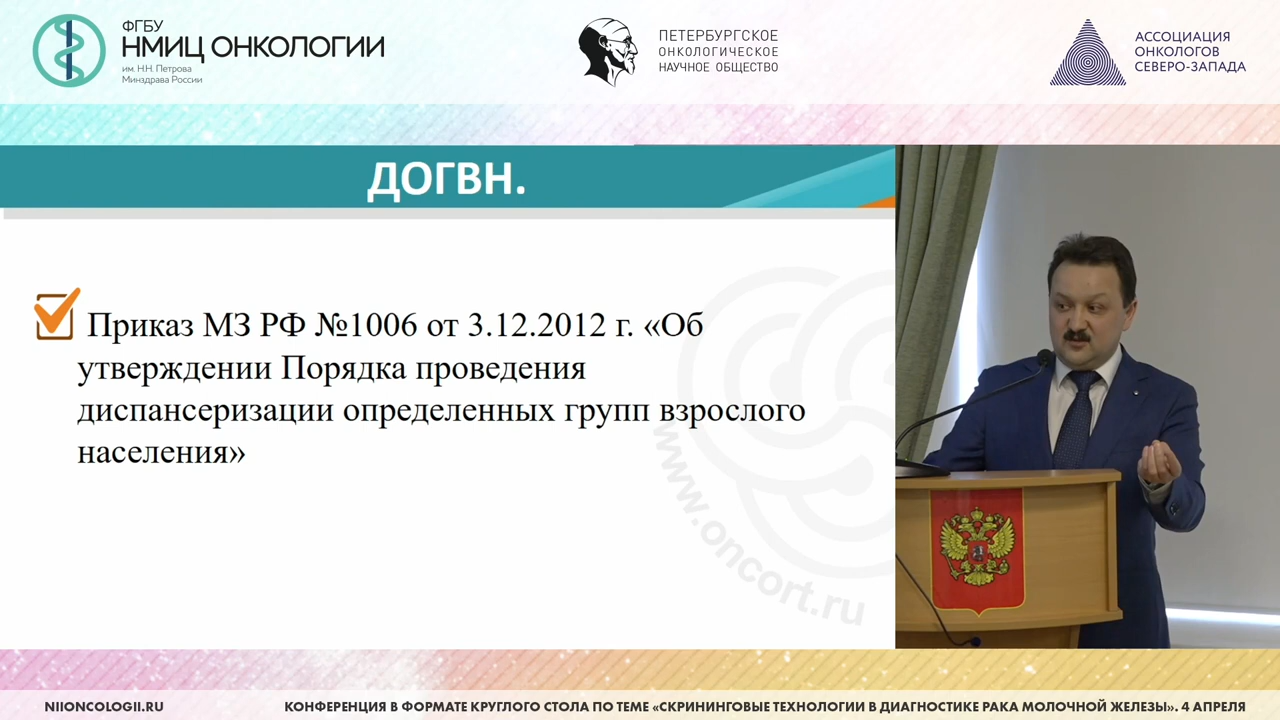 ФГБУ
НМИЦ ОНКОЛОГИИ
им. Н.Н. Петрова
Минздрава России
ПЕТЕРБУРГСКОЕ
ОНКОЛОГИЧЕСКОЕ
НАУЧНОЕ ОБЩЕСТВО
АССОЦИАЦИЯ
ОНКОЛОГОВ
СЕВЕРО-ЗАПАДА
ДОГВН.
Приказ МЗ РФ №1006 от 3.12.2012 г. «Об
утверждении Порядка проведения
диспансеризации определенных групп взрослого
населения»
www.oncort.ru
NIIONCOLOGII.RU
КОНФЕРЕНЦИЯ В ФОРМАТЕ КРУГЛОГО СТОЛА ПО ТЕМЕ «СКРИНИНГОВЫЕ ТЕХНОЛОГИИ В ДИАГНОСТИКЕ РАКА МОЛОЧНОЙ ЖЕЛЕЗЫ». 4 АПРЕЛЯ